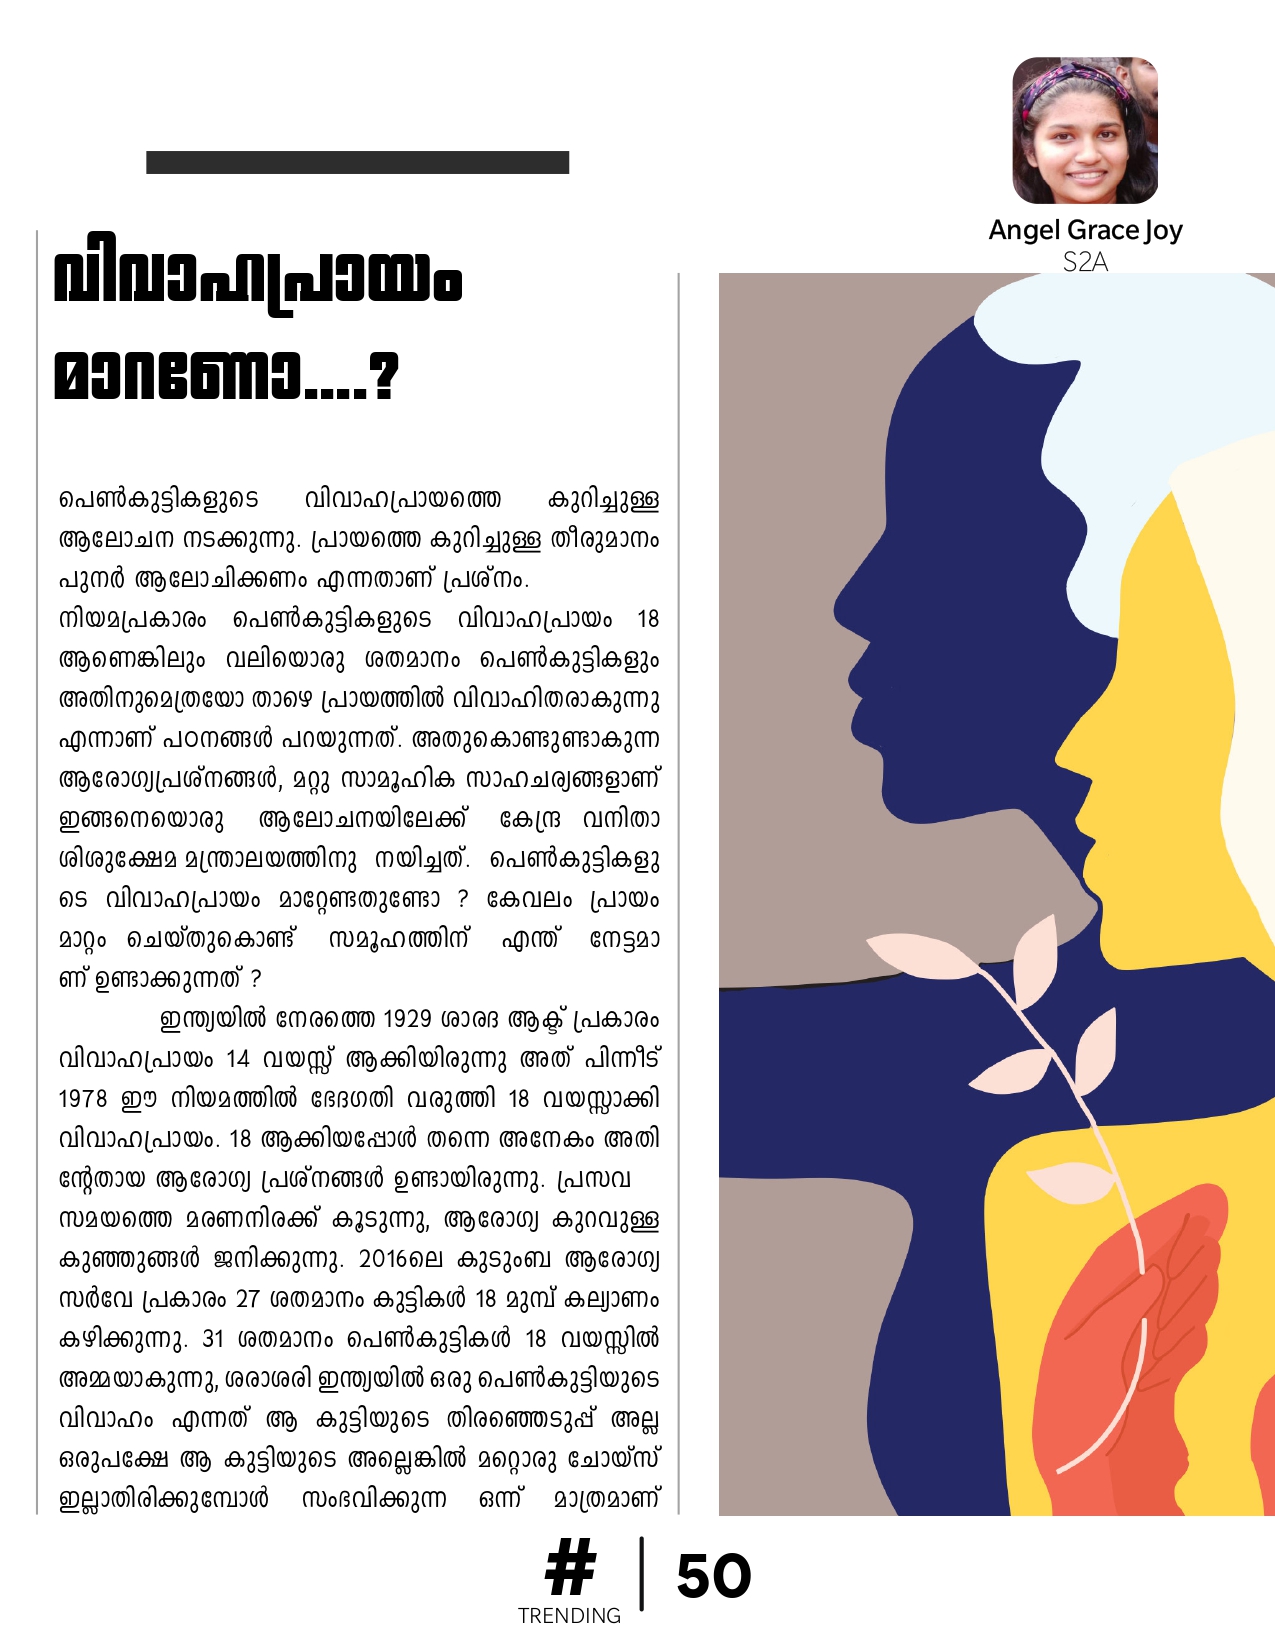 Angel Grace Joy
S2A
വിവാഹപ്രായം
മാറണോ....?
പെൺകുട്ടികളുടെ വിവാഹപ്രായത്തെ കുറിച്ചുള്ള
ആലോചന നടക്കുന്നു. പ്രായത്തെ കുറിച്ചുള്ള തീരുമാനം
പുനർ ആലോചിക്കണം എന്നതാണ് പ്രശ്നം.
നിയമപ്രകാരം പെൺകുട്ടികളുടെ വിവാഹപ്രായം 18
ആണെങ്കിലും വലിയൊരു ശതമാനം പെൺകുട്ടികളും
അതിനുമെത്രയോ താഴെ പ്രായത്തിൽ വിവാഹിതരാകുന്നു
എന്നാണ് പഠനങ്ങൾ പറയുന്നത്. അതുകൊണ്ടുണ്ടാകുന്ന
ആരോഗ്യപ്രശ്നങ്ങൾ, മറ്റു സാമൂഹിക സാഹചര്യങ്ങളാണ്
ഇങ്ങനെയൊരു ആലോചനയിലേക്ക് കേന്ദ്ര വനിതാ
ശിശുക്ഷേമ മന്ത്രാലയത്തിനു നയിച്ചത്. പെൺകുട്ടികളു
ടെ വിവാഹപ്രായം മാറ്റേണ്ടതുണ്ടോ ? കേവലം പ്രായം
മാറ്റം ചെയ്തുകൊണ്ട് സമൂഹത്തിന് എന്ത് നേട്ടമാ
ണ് ഉണ്ടാക്കുന്നത് ?
ഇന്ത്യയിൽ നേരത്തെ 1929 ശാരദ ആക്ട് പ്രകാരം
വിവാഹപ്രായം 14 വയസ്സ് ആക്കിയിരുന്നു അത് പിന്നീട്
1978 ഈ നിയമത്തിൽ ഭേദഗതി വരുത്തി 18 വയസ്സാക്കി
വിവാഹപ്രായം. 18 ആക്കിയപ്പോൾ തന്നെ അനേകം അതി
ന്റേതായ ആരോഗ്യ പ്രശ്നങ്ങൾ ഉണ്ടായിരുന്നു. പ്രസവ
സമയത്തെ മരണനിരക്ക് കൂടുന്നു, ആരോഗ്യ കുറവുള്ള
കുഞ്ഞുങ്ങൾ ജനിക്കുന്നു. 2016ലെ കുടുംബ ആരോഗ്യ
സർവേ പ്രകാരം 27 ശതമാനം കുട്ടികൾ 18 മുമ്പ് കല്യാണം
കഴിക്കുന്നു. 31 ശതമാനം പെൺകുട്ടികൾ 18 വയസ്സിൽ
അമ്മയാകുന്നു, ശരാശരി ഇന്ത്യയിൽ ഒരു പെൺകുട്ടിയുടെ
വിവാഹം എന്നത് ആ കുട്ടിയുടെ തിരഞ്ഞെടുപ്പ് അല്ല
ഒരുപക്ഷേ ആ കുട്ടിയുടെ അല്ലെങ്കിൽ മറ്റൊരു ചോയ്സ്
ഇല്ലാതിരിക്കുമ്പോൾ സംഭവിക്കുന്ന ഒന്ന് മാത്രമാണ്
# | 50
TRENDING